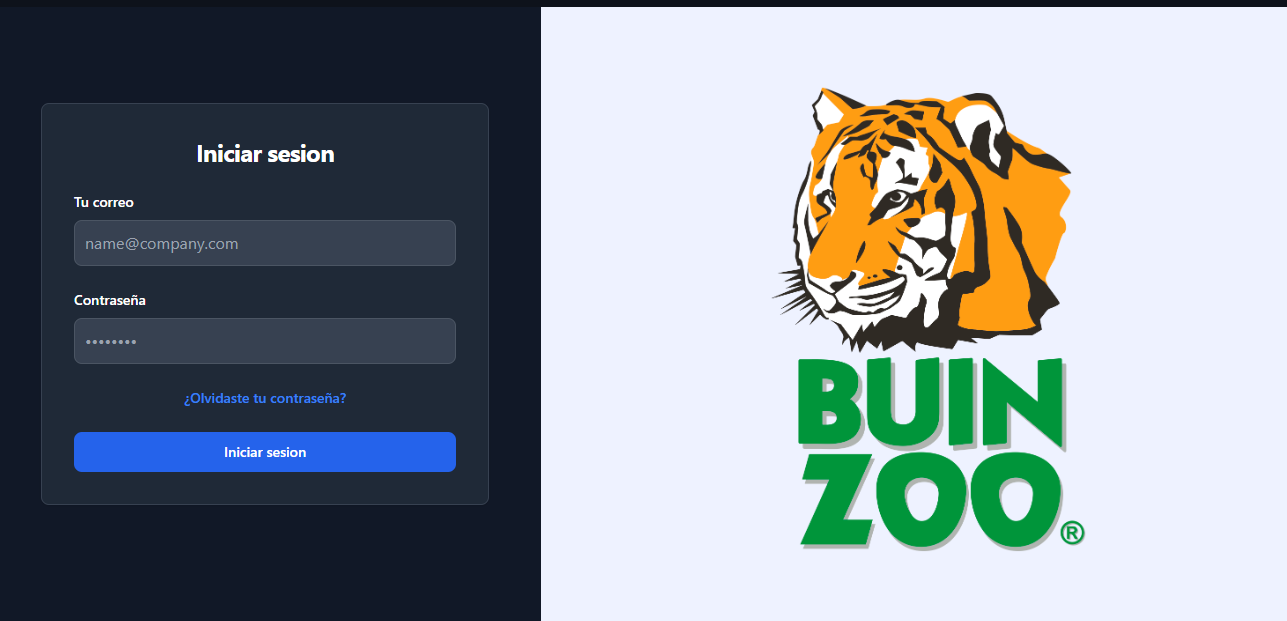 Iniciar sesion
Tu correo
name@company.com
Contraseña
••••••••
¿Olvidaste tu contraseña?
Iniciar sesion
BUIN
ZOO®